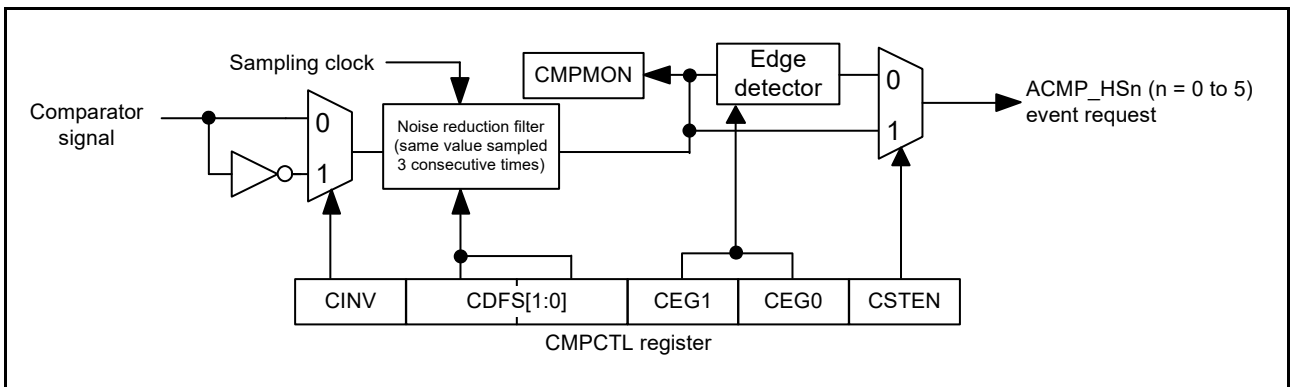 Sampling clock
Comparator
signal
0
1
Noise reduction filter
(same value sampled
3 consecutive times)
CMPMON
Edge
detector
0
1
ACMP_HSn (n = 0 to 5)
event request
CINV
CDFS[1:0]
CEG1
CEG0
CSTEN
CMPCTL register